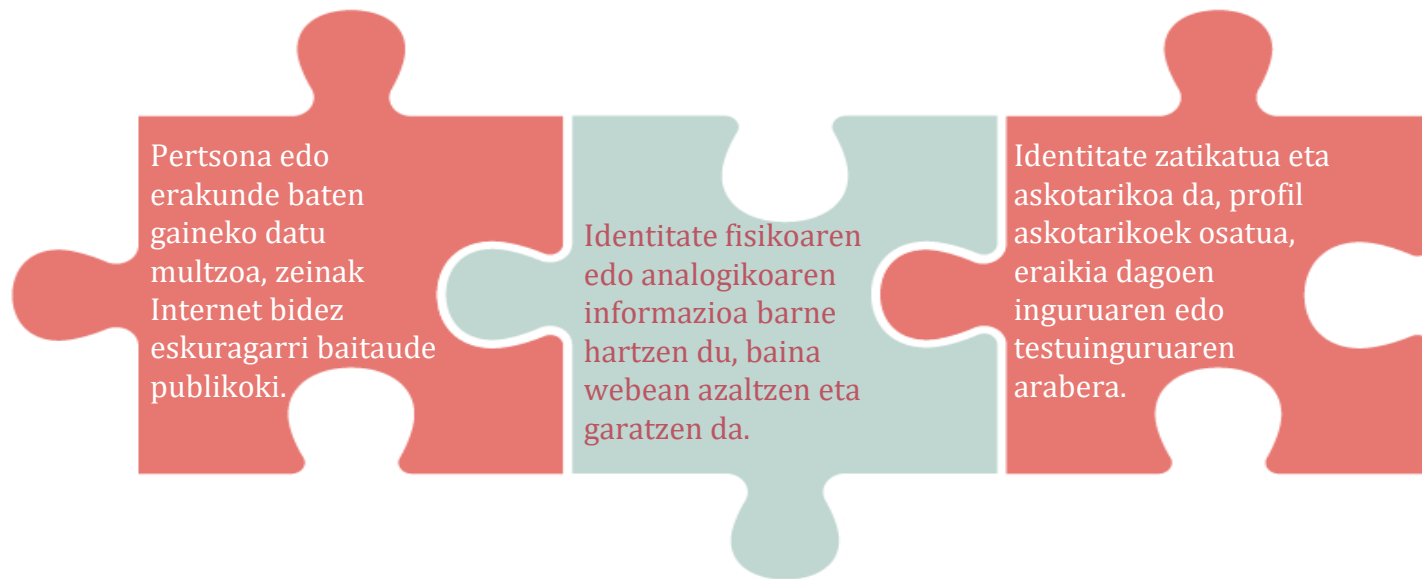 Pertsona edo
erakunde baten
gaineko datu
multzoa, zeinak
Internet bidez
eskuragarri baitaude
publikoki.
Identitate fisikoaren
edo analogikoaren
informazioa barne
hartzen du, baina
webean azaltzen eta
garatzen da.
Identitate zatikatua eta
askotarikoa da, profil
askotarikoek osatua,
eraikia dagoen
inguruaren edo
testuinguruaren
arabera.